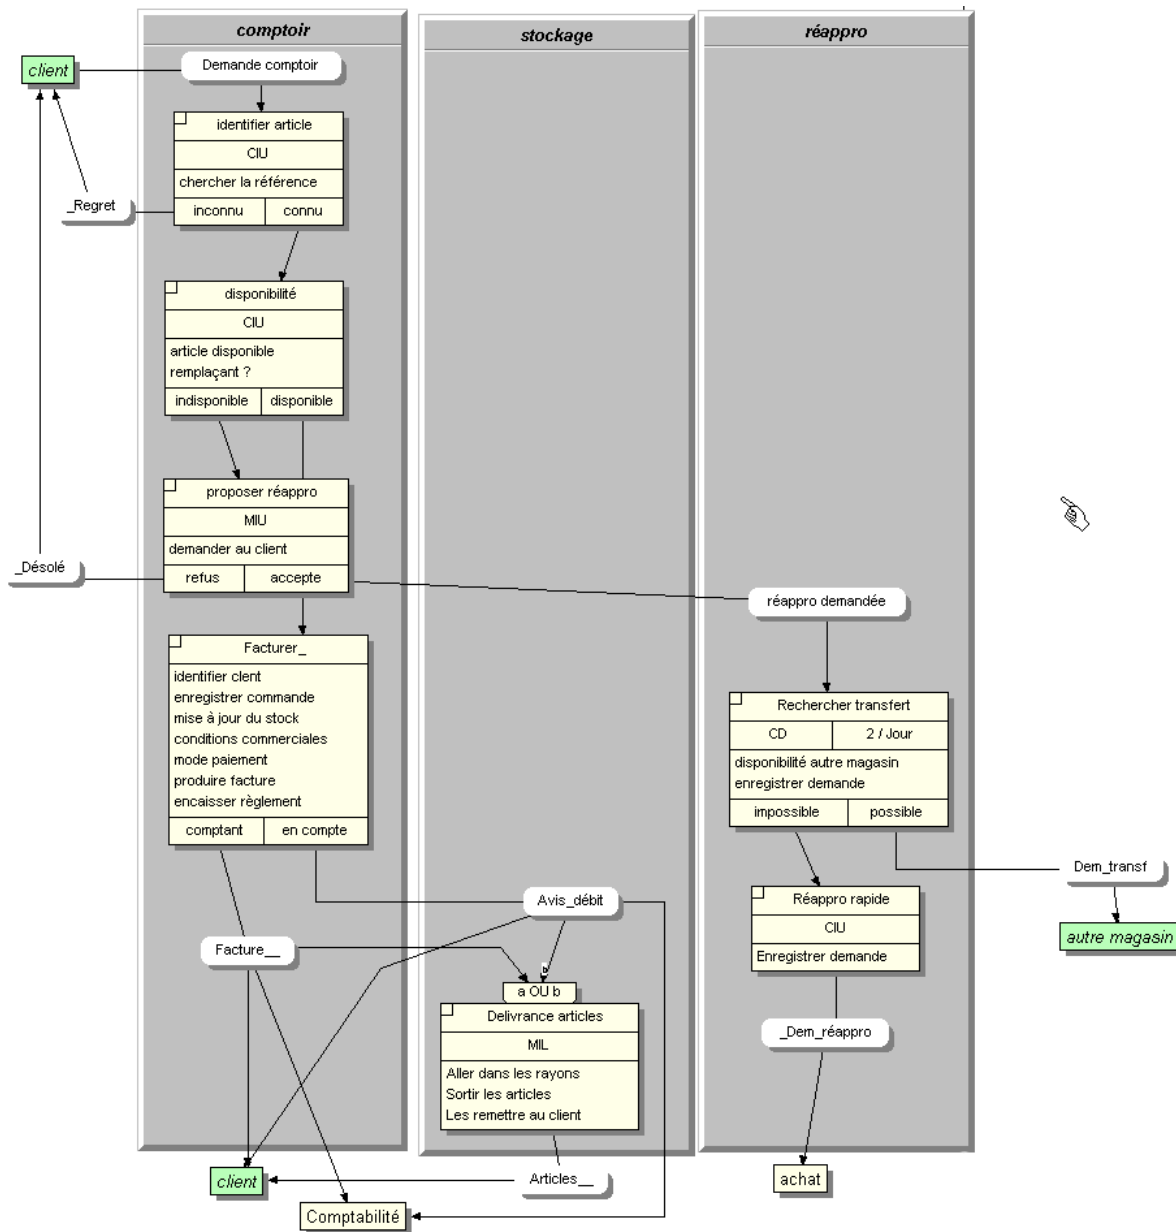 comptoir
stockage
réappro
client
Demande comptoir
identifier article
CIU
chercher la référence
inconnu
connu
_Regret
disponibilité
CIU
article disponible
remplaçant ?
indisponible
disponible
proposer réappro
MIU
demander au client
refus
accepte
_Désolé
réappro demandée
Facturer_
identifier clent
enregistrer commande
mise à jour du stock
conditions commerciales
mode paiement
produire facture
encaisser règlement
comptant
en compte
Rechercher transfert
CD
2 / Jour
disponibilité autre magasin
enregistrer demande
impossible
possible
Dem_transf
autre magasin
Réappro rapide
CIU
Enregistrer demande
Avis_débit
Facture__
b
a OU b
Delivrance articles
MIL
Aller dans les rayons
Sortir les articles
Les remettre au client
_Dem_réappro
achat
Articles__
client
Comptabilité